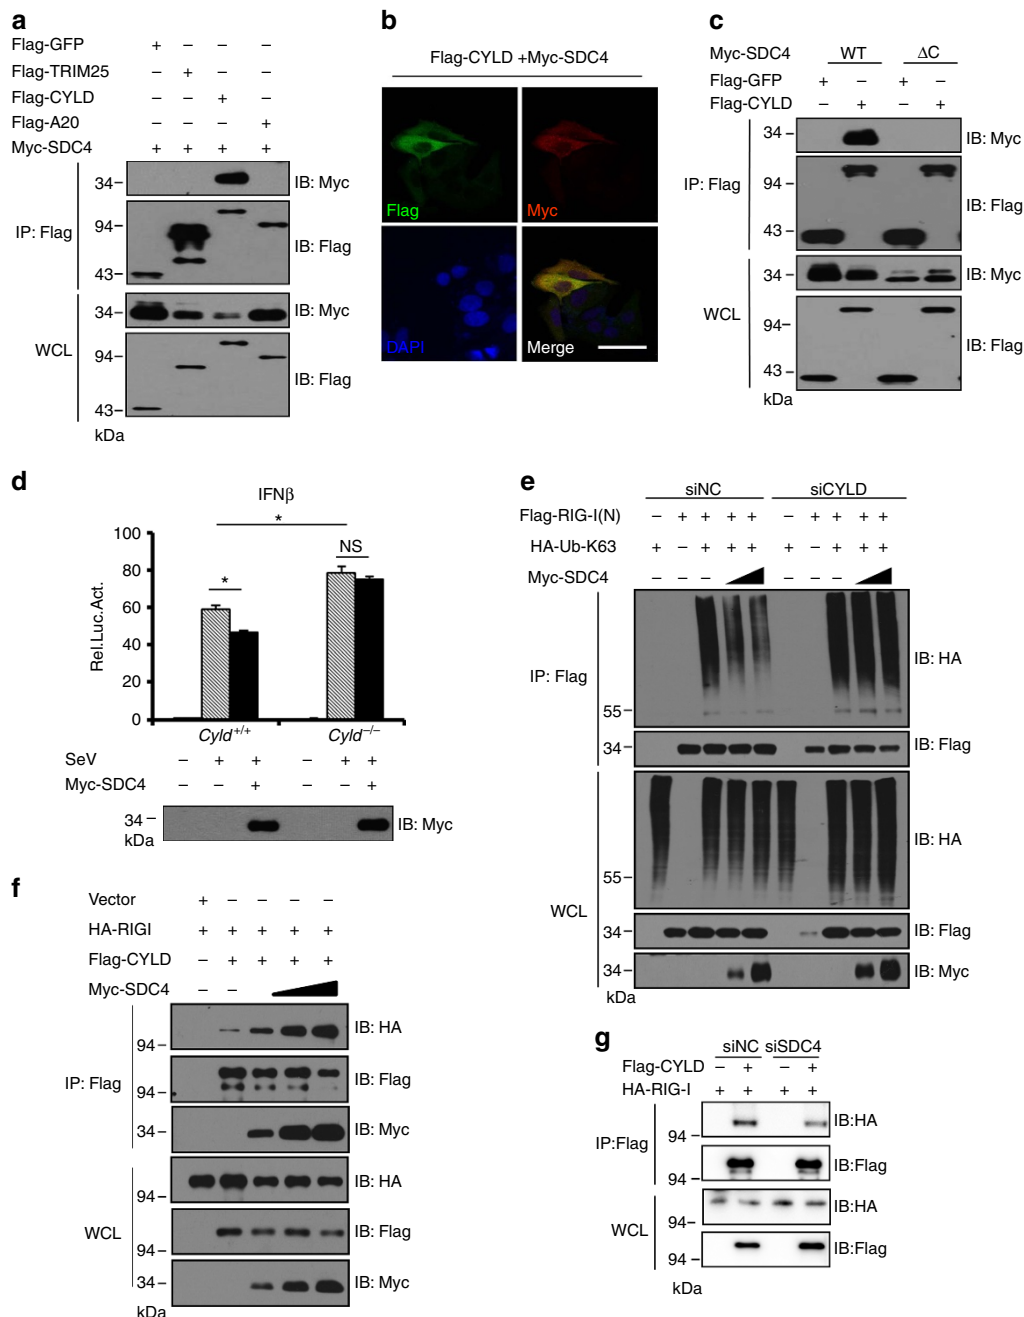 a
Flag-GFP + – – –
Flag-TRIM25 – + – –
Flag-CYLD – – + –
Flag-A20 – – – +
Myc-SDC4 + + + +
IP: Flag
34– IB: Myc
94– IB: Flag
43–
WCL
34– IB: Myc
94– IB: Flag
43–
kDa
b
Flag-CYLD +Myc-SDC4
Flag
Myc
DAPI
Merge
c
Myc-SDC4 WT ΔC
Flag-GFP + – + –
Flag-CYLD – + – +
IP: Flag
34 – IB: Myc
94 – IB: Flag
43 –
WCL
34 – IB: Myc
94– IB: Flag
43 –
kDa
d
IFNβ
*
* NS
Rel.Luc.Act.
100
80
60
40
20
0
Cyld+/+ Cyld–/–
SeV – + + – + +
Myc-SDC4 – – + – – +
34 – IB: Myc
kDa
e
siNC siCYLD
Flag-RIG-I(N) – + + + + – + + + +
HA-Ub-K63 + – + + + + – + + +
Myc-SDC4 – – – – – –
IP: Flag
IB: HA
55 –
34 – IB: Flag
WCL
IB: HA
55 –
34 – IB: Flag
34 – IB: Myc
kDa
f
Vector + – – – –
HA-RIGI + + + + +
Flag-CYLD – + + + +
Myc-SDC4 – –
IP: Flag
IB: HA
94 –
IB: Flag
94 –
34 – IB: Myc
WCL
IB: HA
94 –
IB: Flag
94 –
34 – IB: Myc
kDa
g
siNC siSDC4
Flag-CYLD – + – +
HA-RIG-I + + + +
IP:Flag
IB:HA
94 –
IB:Flag
94 –
WCL
IB:HA
94–
IB:Flag
94 –
kDa